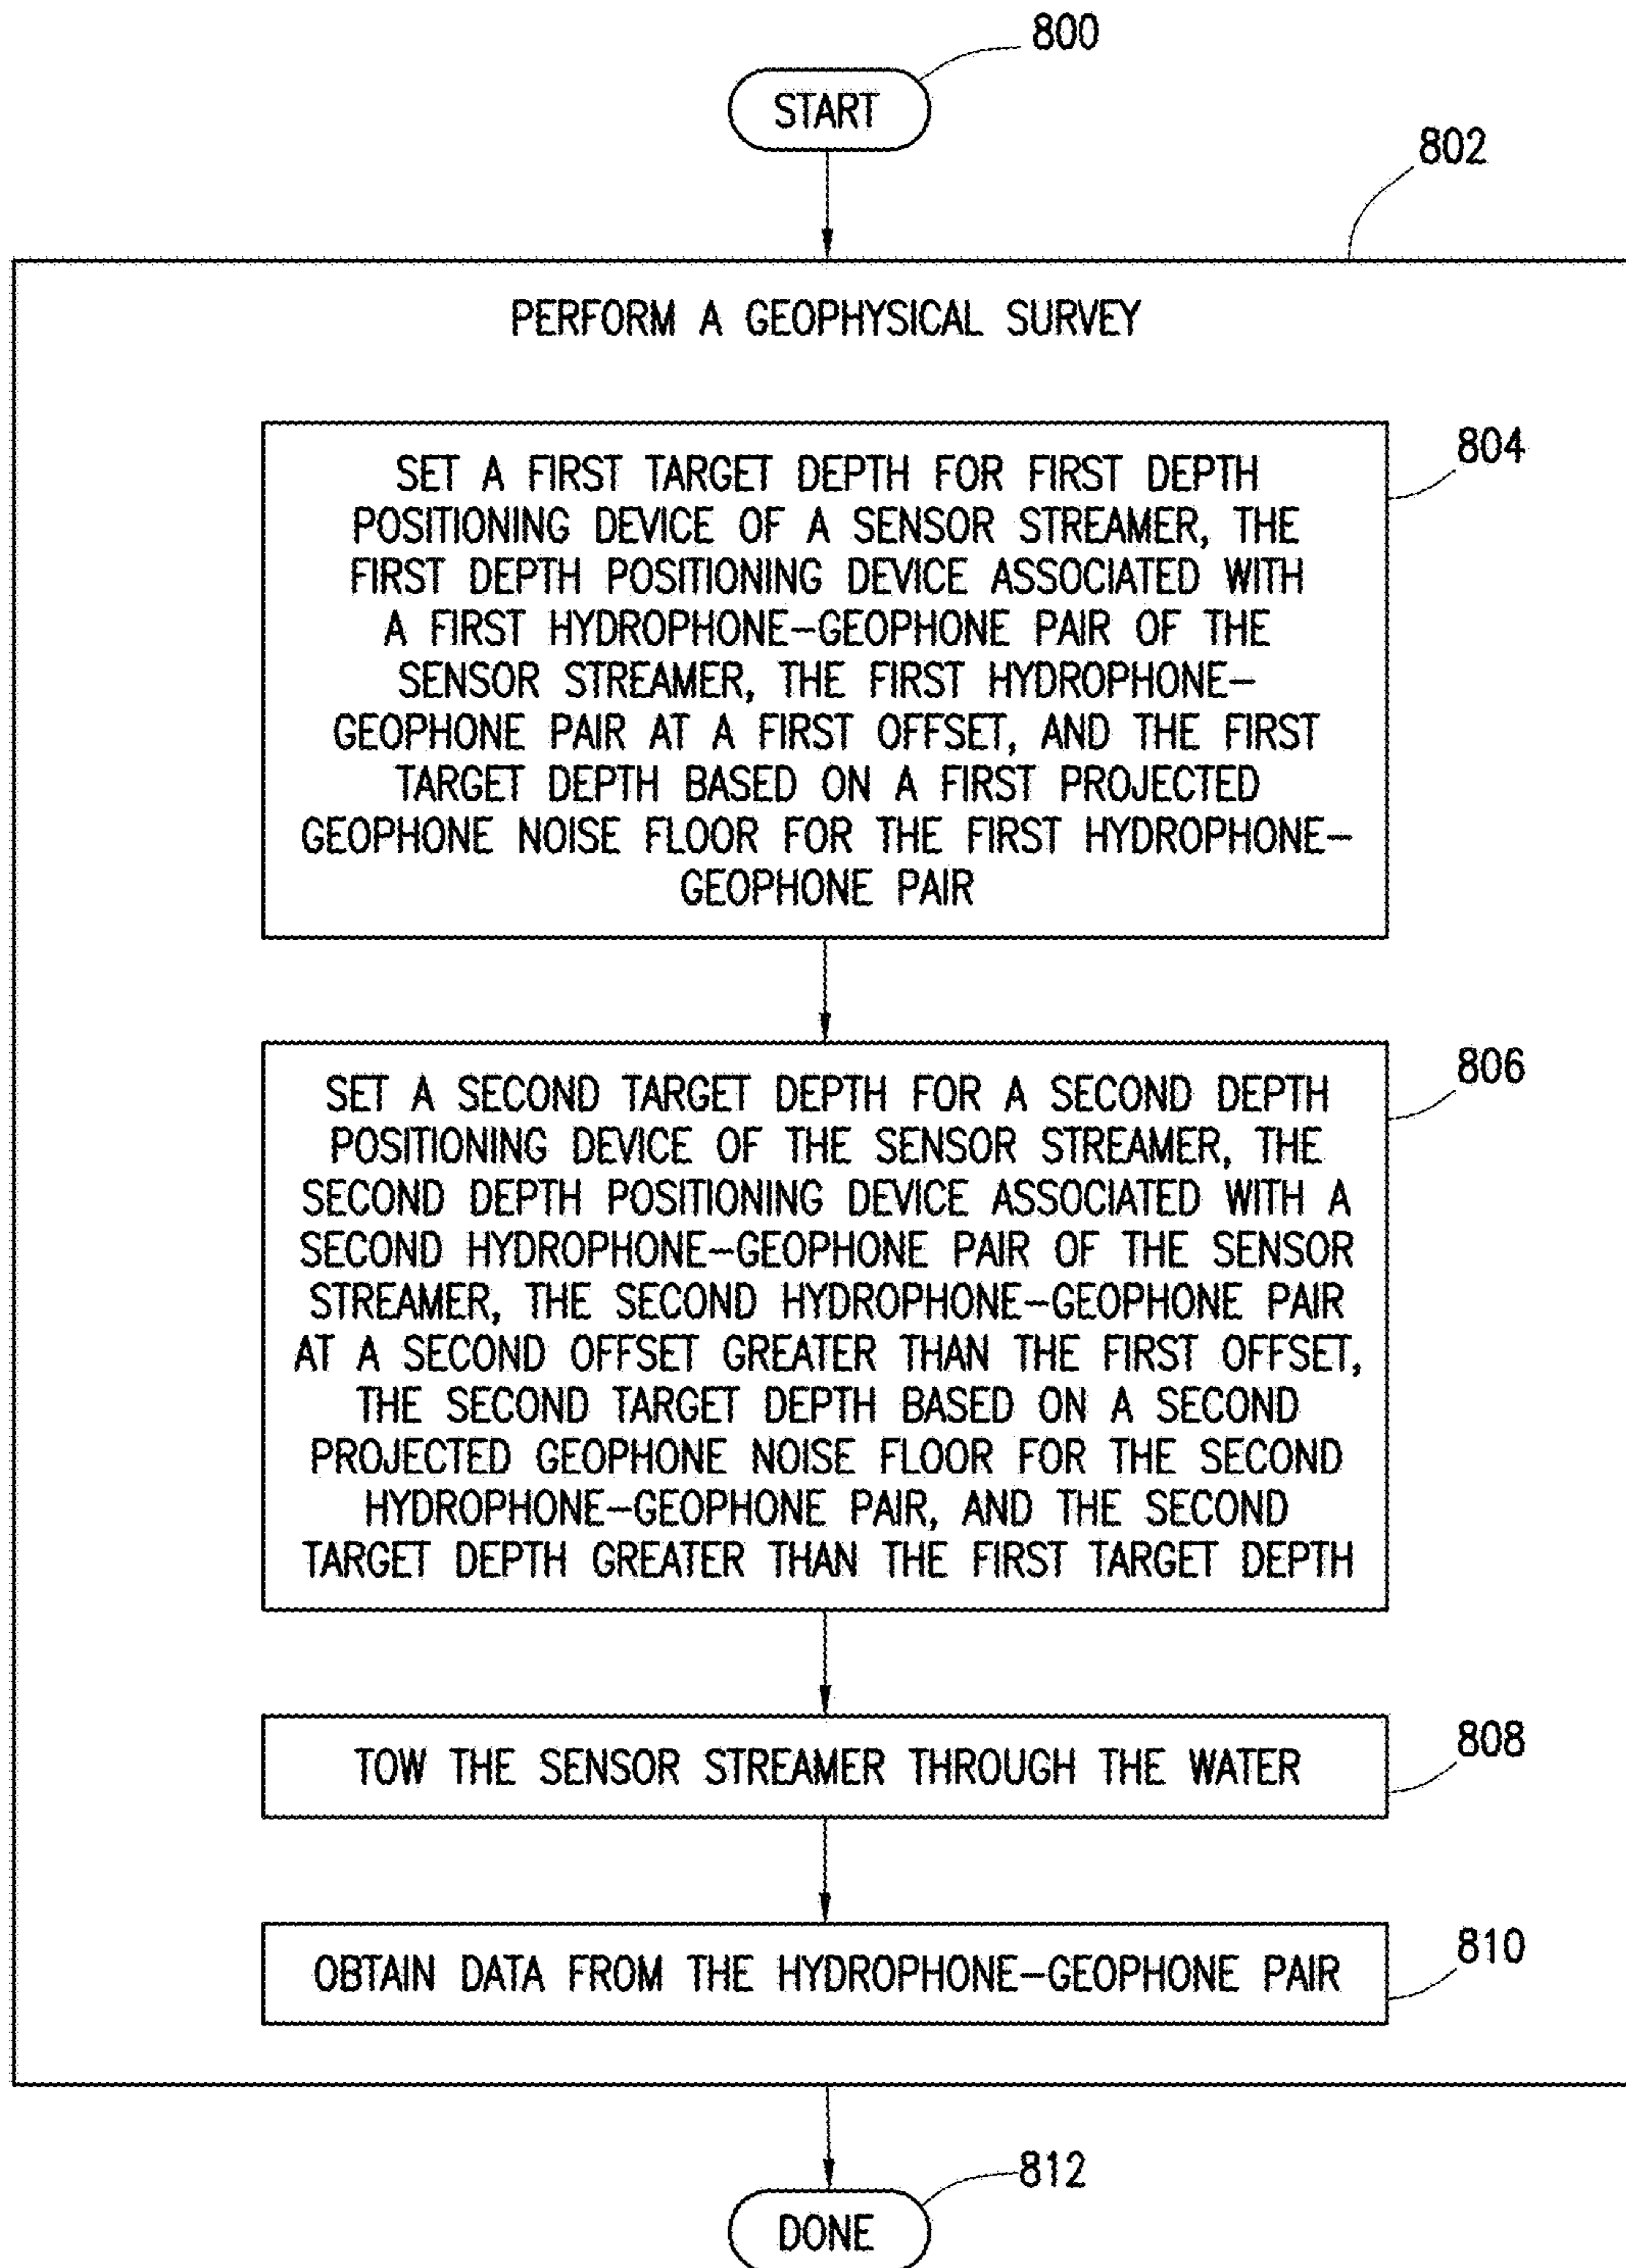 800
START
802
PERFORM A GEOPHYSICAL SURVEY
804
SET A FIRST TARGET DEPTH FOR FIRST DEPTH
POSITIONING DEVICE OF A SENSOR STREAMER, THE
FIRST DEPTH POSITIONING DEVICE ASSOCIATED WITH
A FIRST HYDROPHONE–GEOPHONE PAIR OF THE
SENSOR STREAMER, THE FIRST HYDROPHONE–
GEOPHONE PAIR AT A FIRST OFFSET, AND THE FIRST
TARGET DEPTH BASED ON A FIRST PROJECTED
GEOPHONE NOISE FLOOR FOR THE FIRST HYDROPHONE–
GEOPHONE PAIR
806
SET A SECOND TARGET DEPTH FOR A SECOND DEPTH
POSITIONING DEVICE OF THE SENSOR STREAMER, THE
SECOND DEPTH POSITIONING DEVICE ASSOCIATED WITH A
SECOND HYDROPHONE–GEOPHONE PAIR OF THE SENSOR
STREAMER, THE SECOND HYDROPHONE–GEOPHONE PAIR
AT A SECOND OFFSET GREATER THAN THE FIRST OFFSET,
THE SECOND TARGET DEPTH BASED ON A SECOND
PROJECTED GEOPHONE NOISE FLOOR FOR THE SECOND
HYDROPHONE–GEOPHONE PAIR, AND THE SECOND
TARGET DEPTH GREATER THAN THE FIRST TARGET DEPTH
808
TOW THE SENSOR STREAMER THROUGH THE WATER
810
OBTAIN DATA FROM THE HYDROPHONE–GEOPHONE PAIR
812
DONE